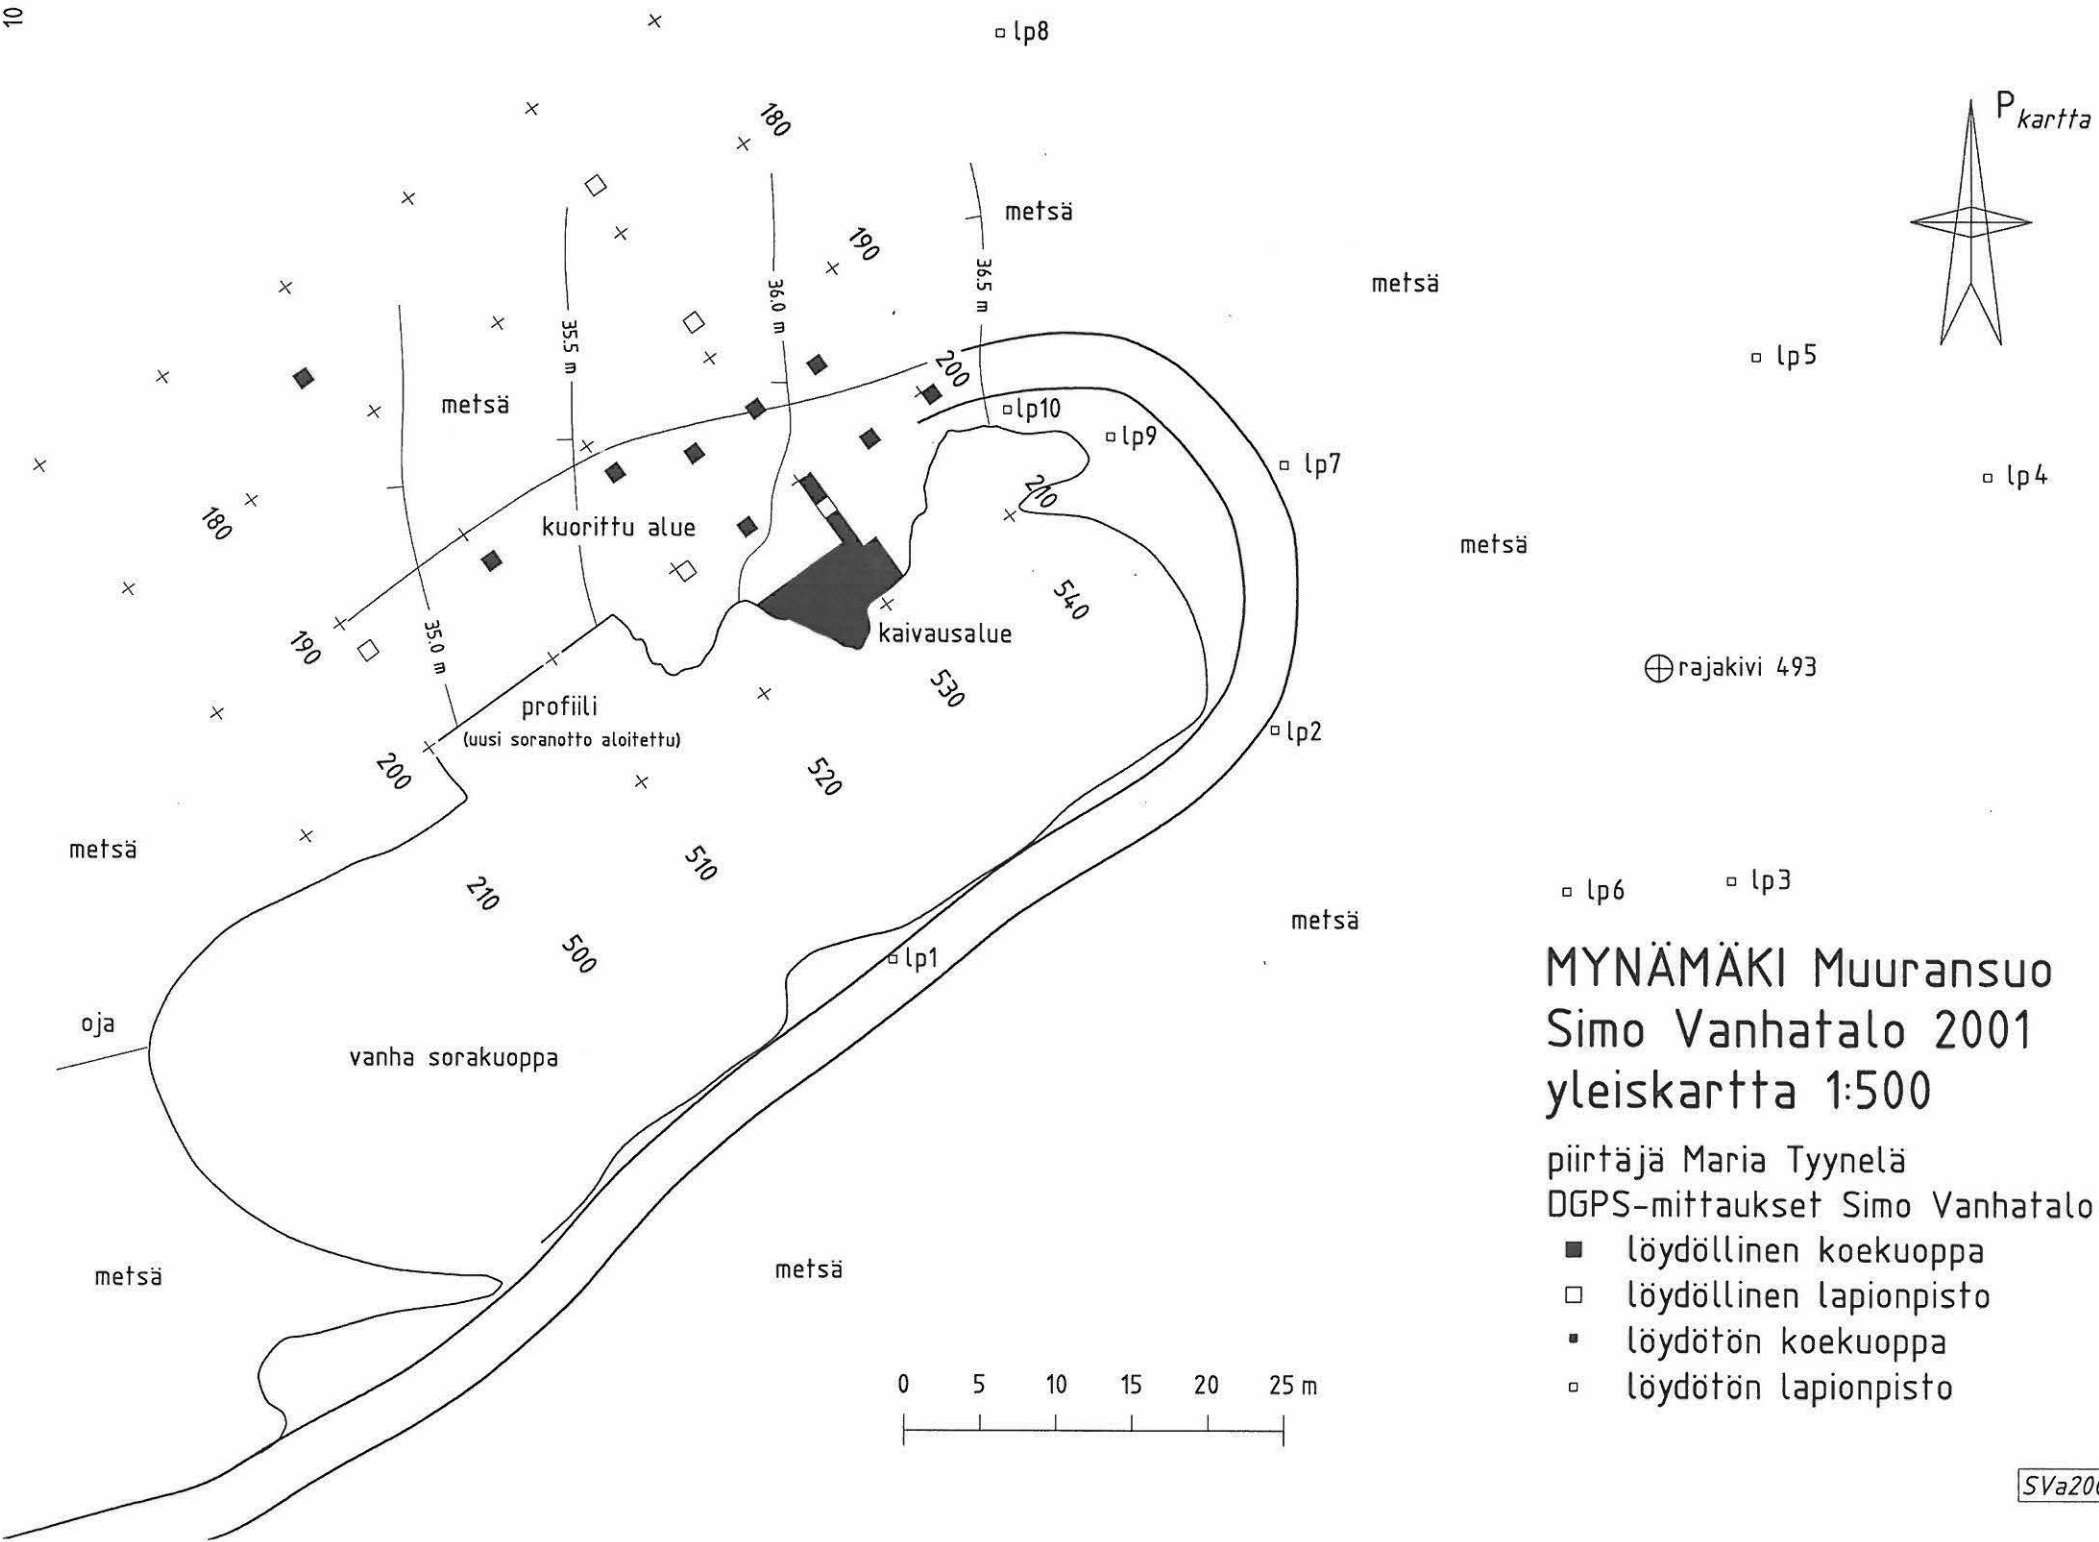 10
lp8
180
P kartta
metsä
190
metsä
36.5 m
36.0 m
35.5 m
lp5
200
metsä
lp10
lp9
lp7
lp4
210
180
kuorittu alue
metsä
540
190
35.0 m
kaivausalue
rajakivi 493
530
profiili
(uusi soranotto aloitettu)
lp2
200
520
metsä
510
210
lp6
lp3
metsä
500
lp1
oja
vanha sorakuoppa
metsä
metsä
MYNÄMÄKI Muuransuo
Simo Vanhatalo 2001
yleiskartta 1:500
piirtäjä Maria Tyynelä
DGPS-mittaukset Simo Vanhatalo
löydöllinen koekuoppa
löydöllinen lapionpisto
löydötön koekuoppa
löydötön lapionpisto
0 5 10 15 20 25 m